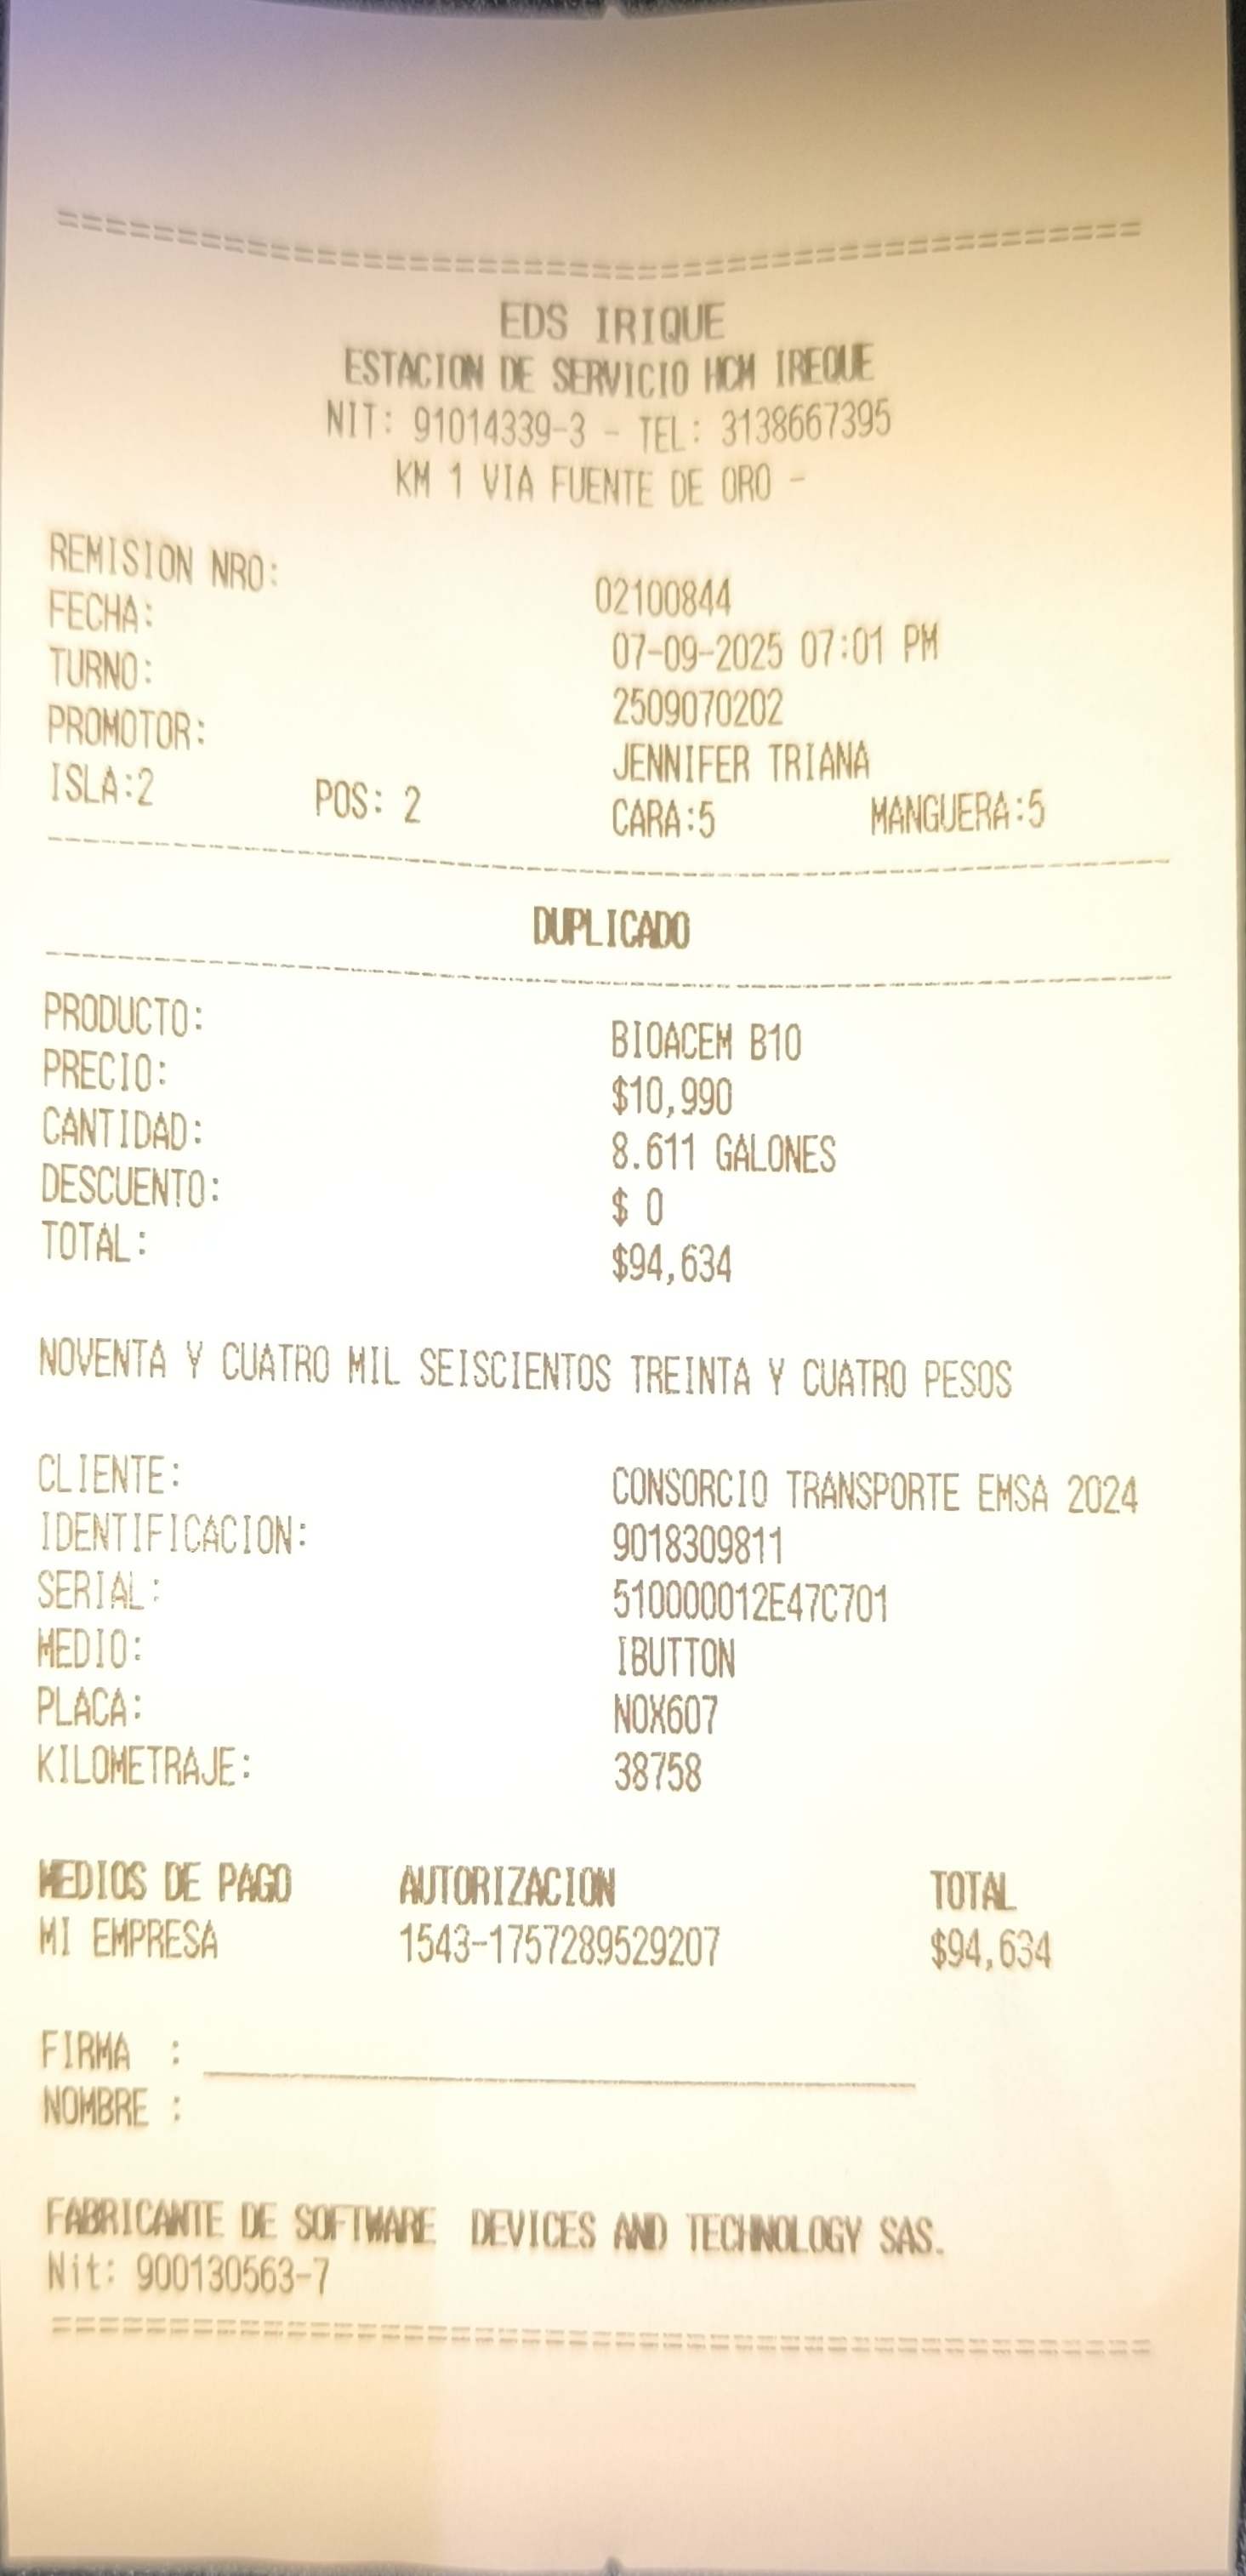 ================================================
EDS IRIQUE
ESTACION DE SERVICIO HCM IREQUE
NIT: 91014339-3 - TEL: 3138667395
KM 1 VIA FUENTE DE ORO -
REMISION NRO: 02100844
FECHA: 07-09-2025 07:01 PM
TURNO: 2509070202
PROMOTOR: JENNIFER TRIANA
ISLA:2 POS: 2 CARA:5 MANGUERA:5
DUPLICADO
PRODUCTO: BIOACEM B10
PRECIO: $10,990
CANTIDAD: 8.611 GALONES
DESCUENTO: $ 0
TOTAL: $94,634
NOVENTA Y CUATRO MIL SEISCIENTOS TREINTA Y CUATRO PESOS
CLIENTE: CONSORCIO TRANSPORTE EMSA 2024
IDENTIFICACION: 9018309811
SERIAL: 510000012E47C701
MEDIO: IBUTTON
PLACA: NOX607
KILOMETRAJE: 38758
MEDIOS DE PAGO AUTORIZACION TOTAL
MI EMPRESA 1543-1757289529207 $94,634
FIRMA :
NOMBRE :
FABRICANTE DE SOFTWARE DEVICES AND TECHNOLOGY SAS.
Nit: 900130563-7
================================================